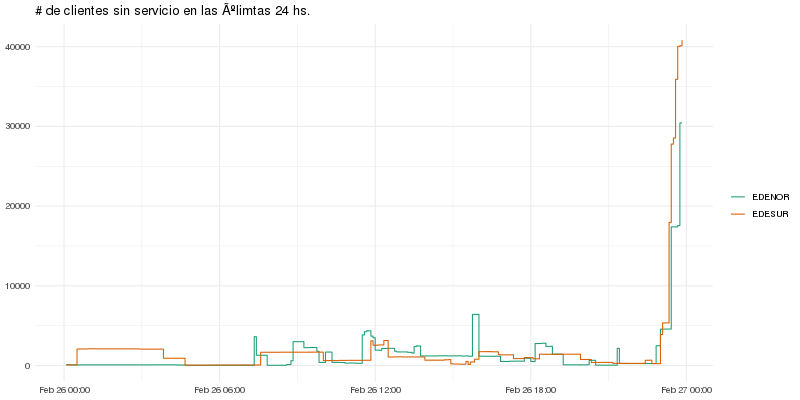 # de clientes sin servicio en las Ãºlimtas 24 hs.
40000
30000
20000
10000
0
EDENOR
EDESUR
Feb 26 00:00
Feb 26 06:00
Feb 26 12:00
Feb 26 18:00
Feb 27 00:00